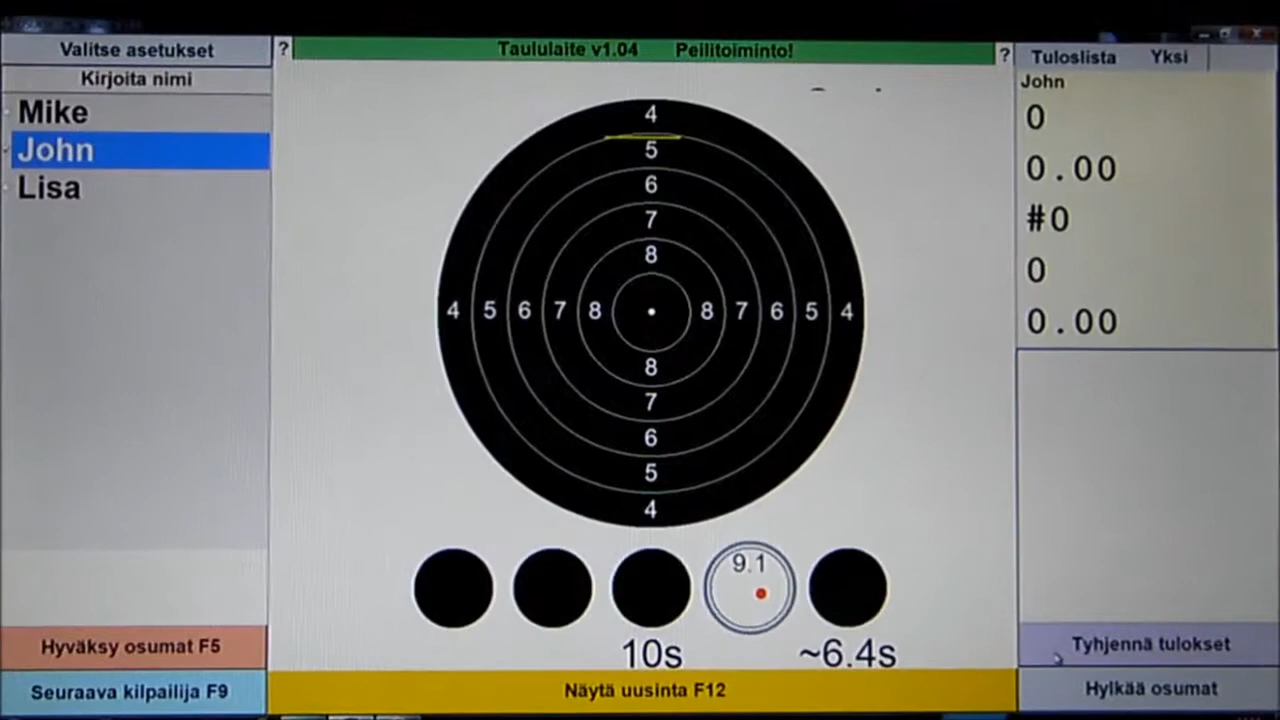 Valitse asetukset
?
Taululaite v1.04 Peilitoiminto!
?
Tuloslista Yksi
Kirjoita nimi
John
Mike
John
Lisa
0
0.00
#0
0
0.00
4
5
6
7
8
4 5 6 7 8 8 7 6 5 4
8
7
6
5
4
9.1
10s ~6.4s
Hyväksy osumat F5
Tyhjennä tulokset
Seuraava kilpailija F9
Näytä uusinta F12
Hylkää osumat